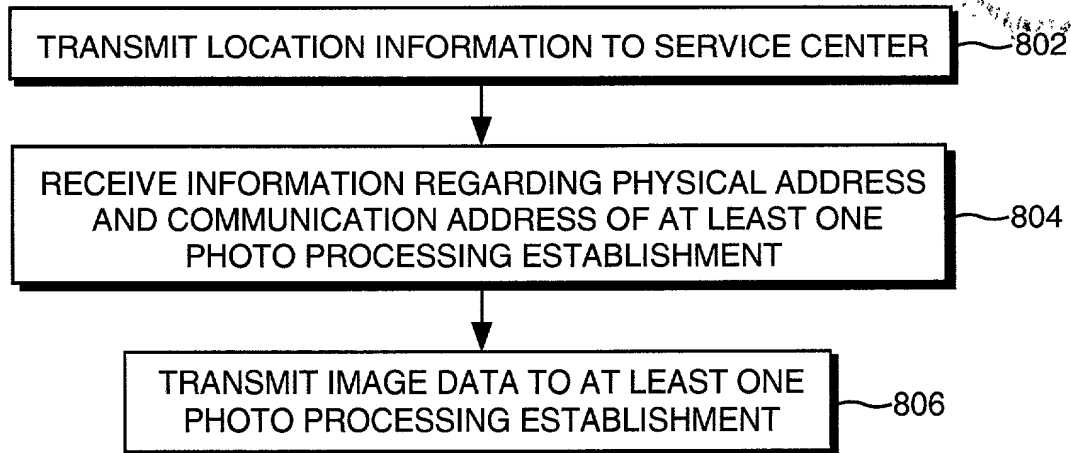 TRANSMIT LOCATION INFORMATION TO SERVICE CENTER
802
RECEIVE INFORMATION REGARDING PHYSICAL ADDRESS
AND COMMUNICATION ADDRESS OF AT LEAST ONE
PHOTO PROCESSING ESTABLISHMENT
804
TRANSMIT IMAGE DATA TO AT LEAST ONE
PHOTO PROCESSING ESTABLISHMENT
806